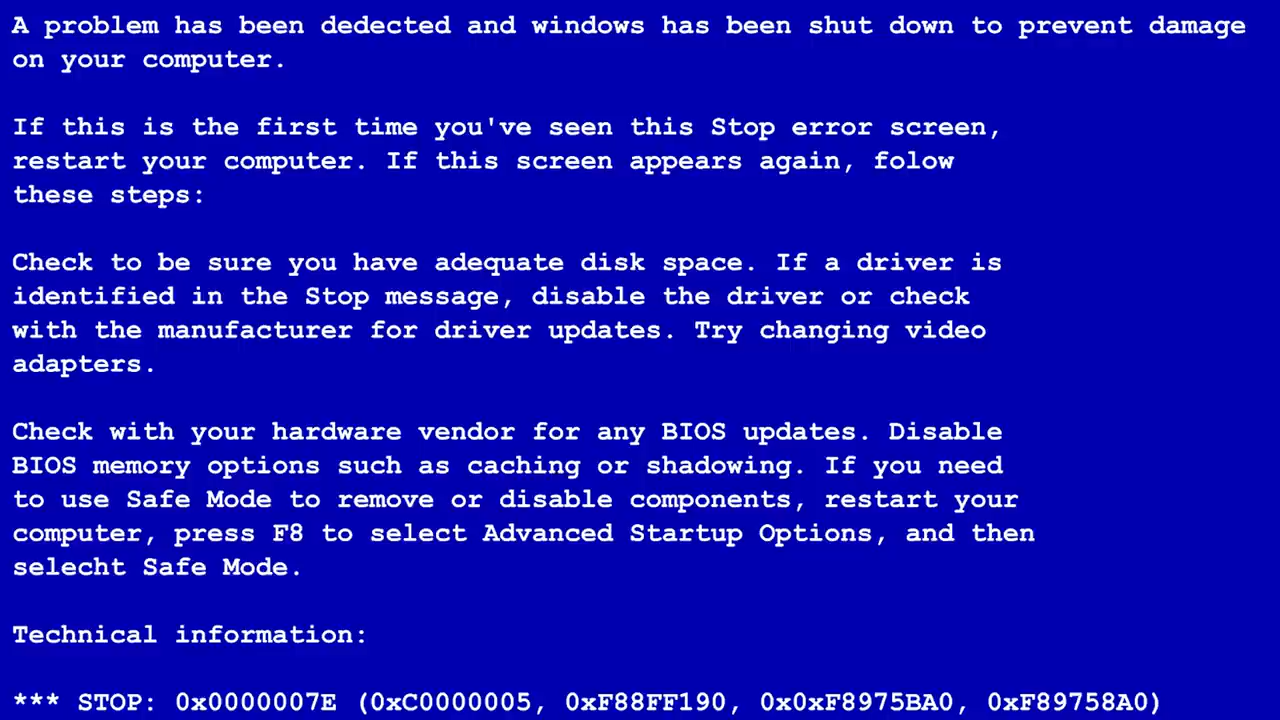 A problem has been dedected and windows has been shut down to prevent damage
on your computer.
If this is the first time you've seen this Stop error screen,
restart your computer. If this screen appears again, folow
these steps:
Check to be sure you have adequate disk space. If a driver is
identified in the Stop message, disable the driver or check
with the manufacturer for driver updates. Try changing video
adapters.
Check with your hardware vendor for any BIOS updates. Disable
BIOS memory options such as caching or shadowing. If you need
to use Safe Mode to remove or disable components, restart your
computer, press F8 to select Advanced Startup Options, and then
selecht Safe Mode.
Technical information:
*** STOP: 0x0000007E (0xC0000005, 0xF88FF190, 0x0xF8975BA0, 0xF89758A0)